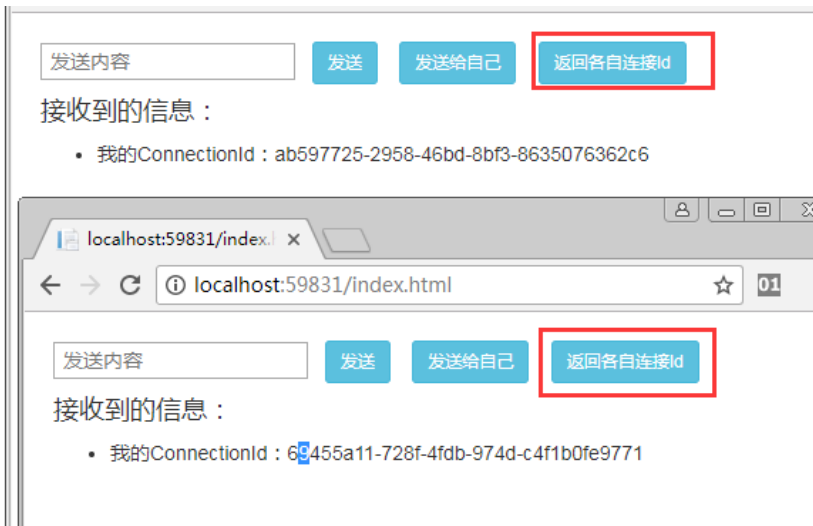 发送内容 发送 发送给自己 返回各自连接Id
接收到的信息：
• 我的ConnectionId：ab597725-2958-46bd-8bf3-8635076362c6
localhost:59831/index.
localhost:59831/index.html 01
发送内容 发送 发送给自己 返回各自连接Id
接收到的信息：
• 我的ConnectionId：69455a11-728f-4fdb-974d-c4f1b0fe9771